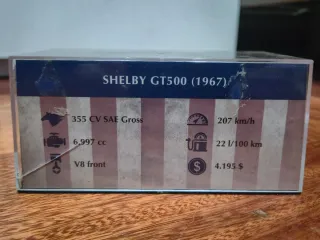 SHELBY GT500 (1967)
355 CV SAE Gross
207 km/h
6.997 cc
22 l/100 km
V8 front
4.195 $